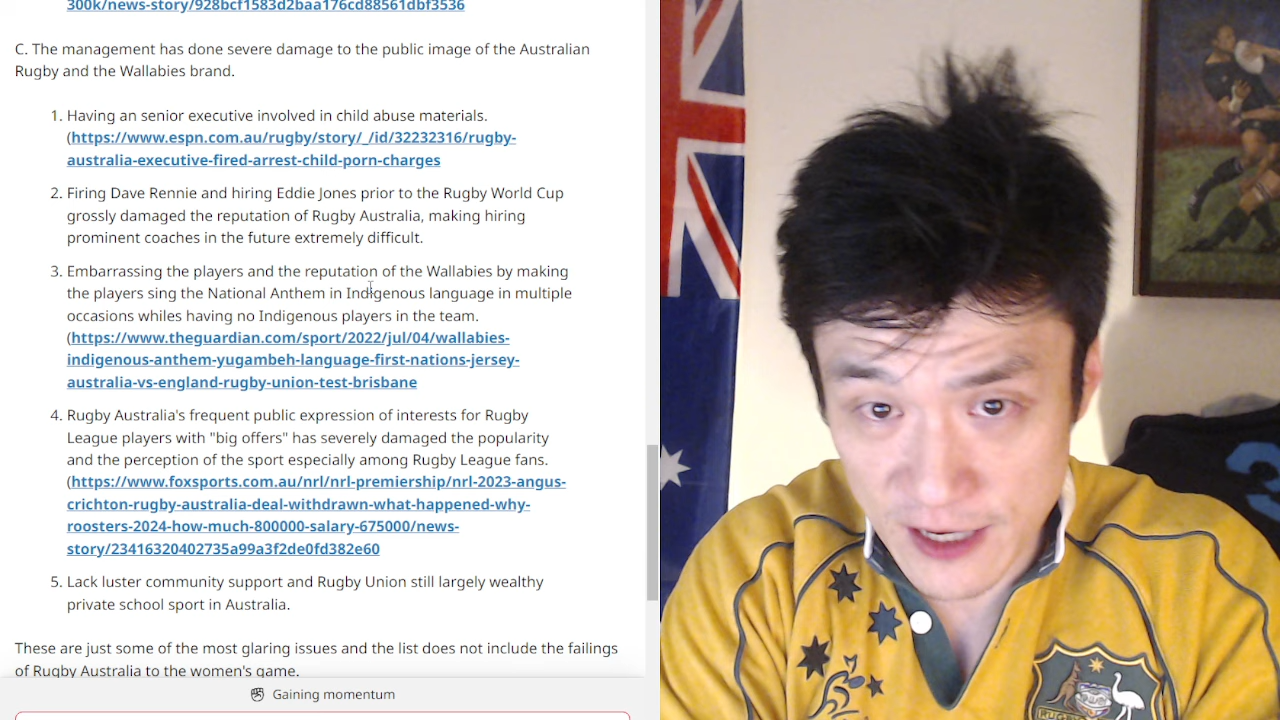 300k/news-story/928bcf1583d2baa176cd88561dbf3536
C. The management has done severe damage to the public image of the Australian
Rugby and the Wallabies brand.
1. Having an senior executive involved in child abuse materials.
(https://www.espn.com.au/rugby/story/_/id/32232316/rugby-
australia-executive-fired-arrest-child-porn-charges
2. Firing Dave Rennie and hiring Eddie Jones prior to the Rugby World Cup
grossly damaged the reputation of Rugby Australia, making hiring
prominent coaches in the future extremely difficult.
3. Embarrassing the players and the reputation of the Wallabies by making
the players sing the National Anthem in Indigenous language in multiple
occasions whiles having no Indigenous players in the team.
(https://www.theguardian.com/sport/2022/jul/04/wallabies-
indigenous-anthem-yugambeh-language-first-nations-jersey-
australia-vs-england-rugby-union-test-brisbane
4. Rugby Australia's frequent public expression of interests for Rugby
League players with "big offers" has severely damaged the popularity
and the perception of the sport especially among Rugby League fans.
(https://www.foxsports.com.au/nrl/nrl-premiership/nrl-2023-angus-
crichton-rugby-australia-deal-withdrawn-what-happened-why-
roosters-2024-how-much-800000-salary-675000/news-
story/23416320402735a99a3f2de0fd382e60
5. Lack luster community support and Rugby Union still largely wealthy
private school sport in Australia.
These are just some of the most glaring issues and the list does not include the failings
of Rugby Australia to the women's game.
Gaining momentum